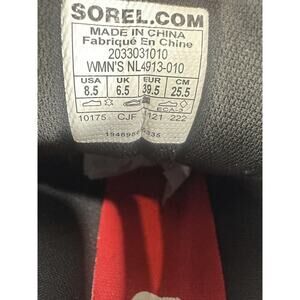 SOREL.COM
MADE IN CHINA
Fabriqué En Chine
2033031010
WMN'S NL4913-010
USA UK EUR CM
8.5 6.5 39.5 25.5
10175 CJF 121 222